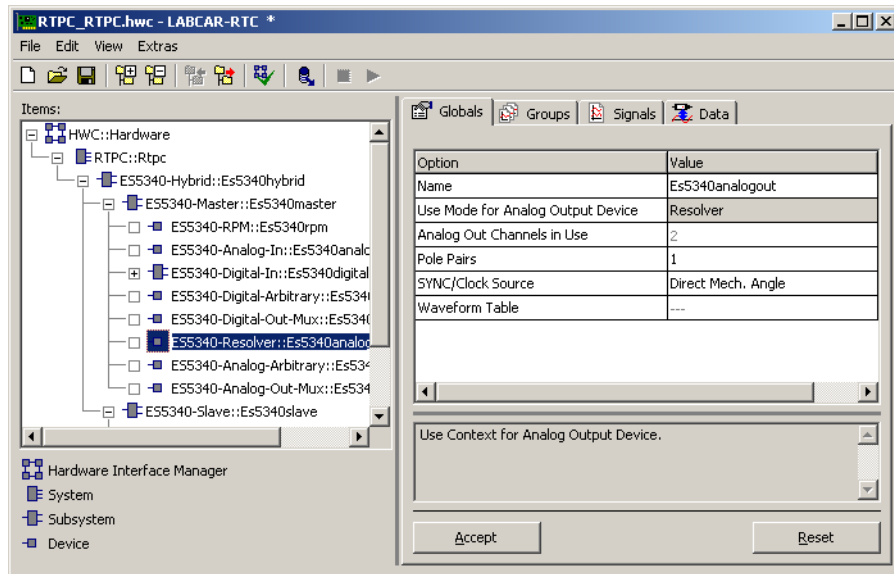 RTPC_RTPC.hwc - LABCAR-RTC *
File Edit View Extras
Items:
HWC::Hardware
RTPC::Rtpc
ES5340-Hybrid::Es5340hybrid
ES5340-Master::Es5340master
ES5340-RPM::Es5340rpm
ES5340-Analog-In::Es5340analo
ES5340-Digital-In::Es5340digital
ES5340-Digital-Arbitrary::Es534
ES5340-Digital-Out-Mux::Es534
ES5340-Resolver::Es5340analog
ES5340-Analog-Arbitrary::Es534
ES5340-Analog-Out-Mux::Es534
ES5340-Slave::Es5340slave
Hardware Interface Manager
System
Subsystem
Device
Globals Groups Signals Data
Option Value
Name Es5340analogout
Use Mode for Analog Output Device Resolver
Analog Out Channels in Use 2
Pole Pairs 1
SYNC/Clock Source Direct Mech. Angle
Waveform Table ---
Use Context for Analog Output Device.
Accept Reset